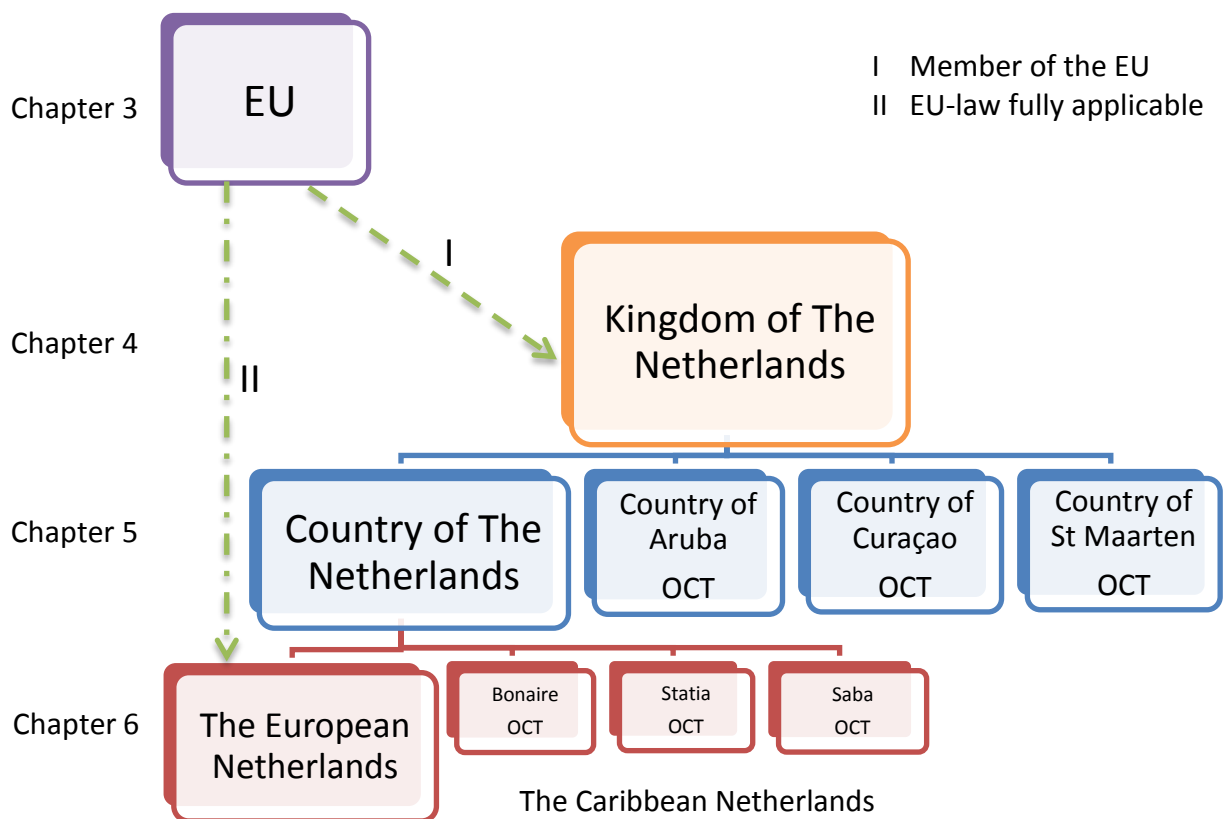 Chapter 3
EU
I Member of the EU
II EU-law fully applicable
I
Chapter 4
Kingdom of The
Netherlands
II
Chapter 5
Country of The
Netherlands
Country of
Aruba
OCT
Country of
Curaçao
OCT
Country of
St Maarten
OCT
Chapter 6
The European
Netherlands
Bonaire
OCT
Statia
OCT
Saba
OCT
The Caribbean Netherlands